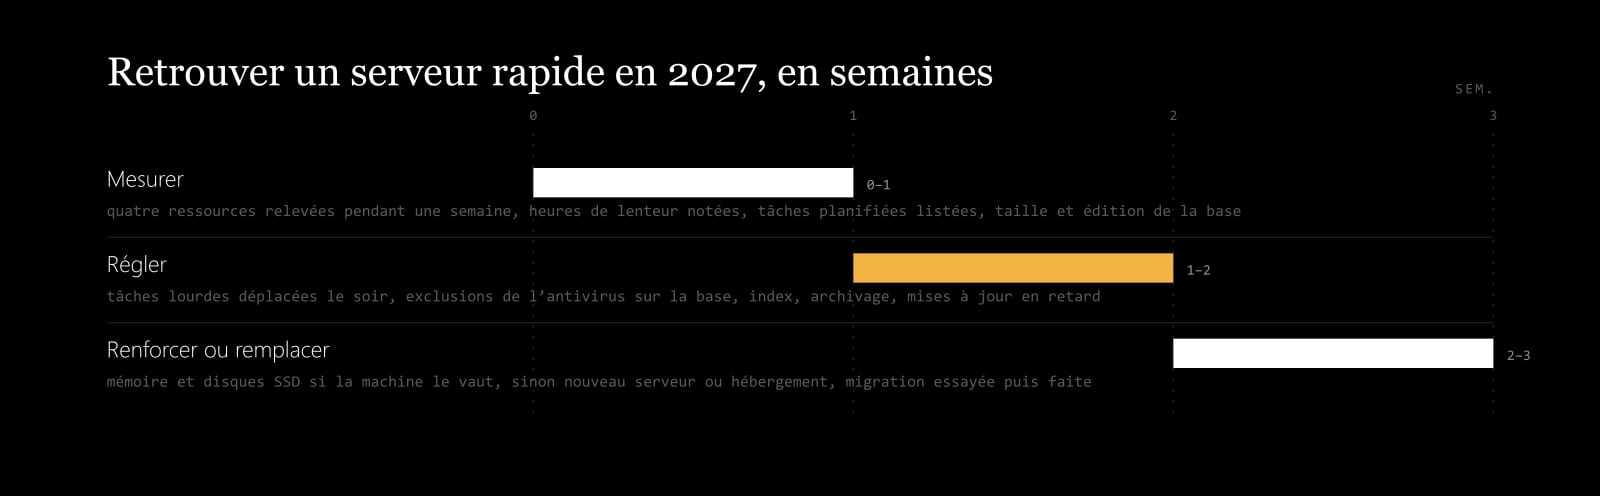 Retrouver un serveur rapide en 2027, en semaines
SEM.
0 1 2 3
Mesurer
0–1
quatre ressources relevées pendant une semaine, heures de lenteur notées, tâches planifiées listées, taille et édition de la base
Régler
1–2
tâches lourdes déplacées le soir, exclusions de l’antivirus sur la base, index, archivage, mises à jour en retard
Renforcer ou remplacer
2–3
mémoire et disques SSD si la machine le vaut, sinon nouveau serveur ou hébergement, migration essayée puis faite